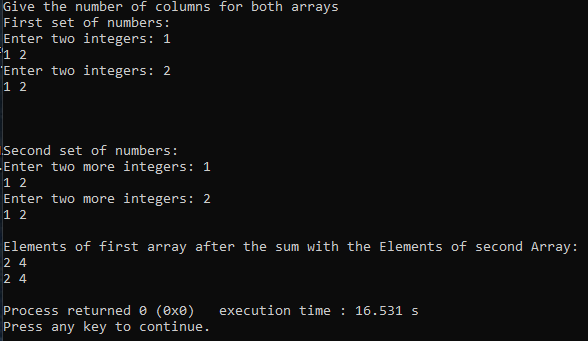 Give the number of columns for both arrays
First set of numbers:
Enter two integers: 1
1 2
Enter two integers: 2
1 2
Second set of numbers:
Enter two more integers: 1
1 2
Enter two more integers: 2
1 2
Elements of first array after the sum with the Elements of second Array:
2 4
2 4
Process returned 0 (0x0)   execution time : 16.531 s
Press any key to continue.